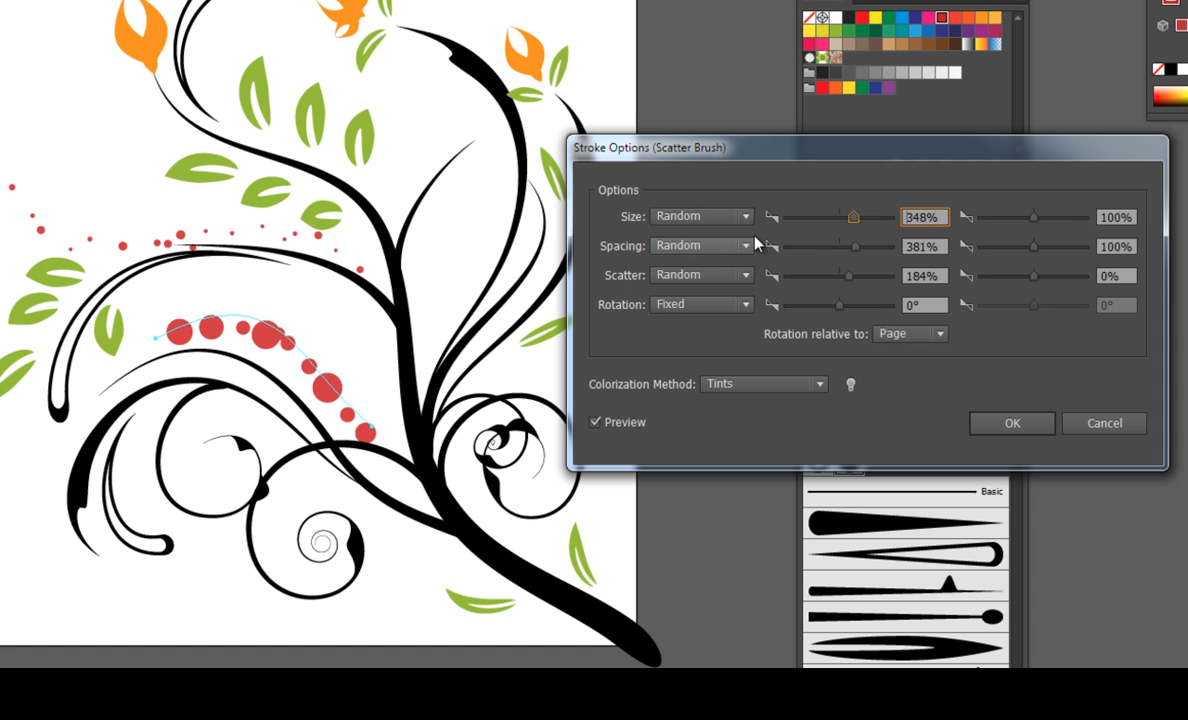 Stroke Options (Scatter Brush)
Options
Size: Random 348% 100%
Spacing: Random 381% 100%
Scatter: Random 184% 0%
Rotation: Fixed 0° 0°
Rotation relative to: Page
Colorization Method: Tints
Preview OK Cancel
Basic